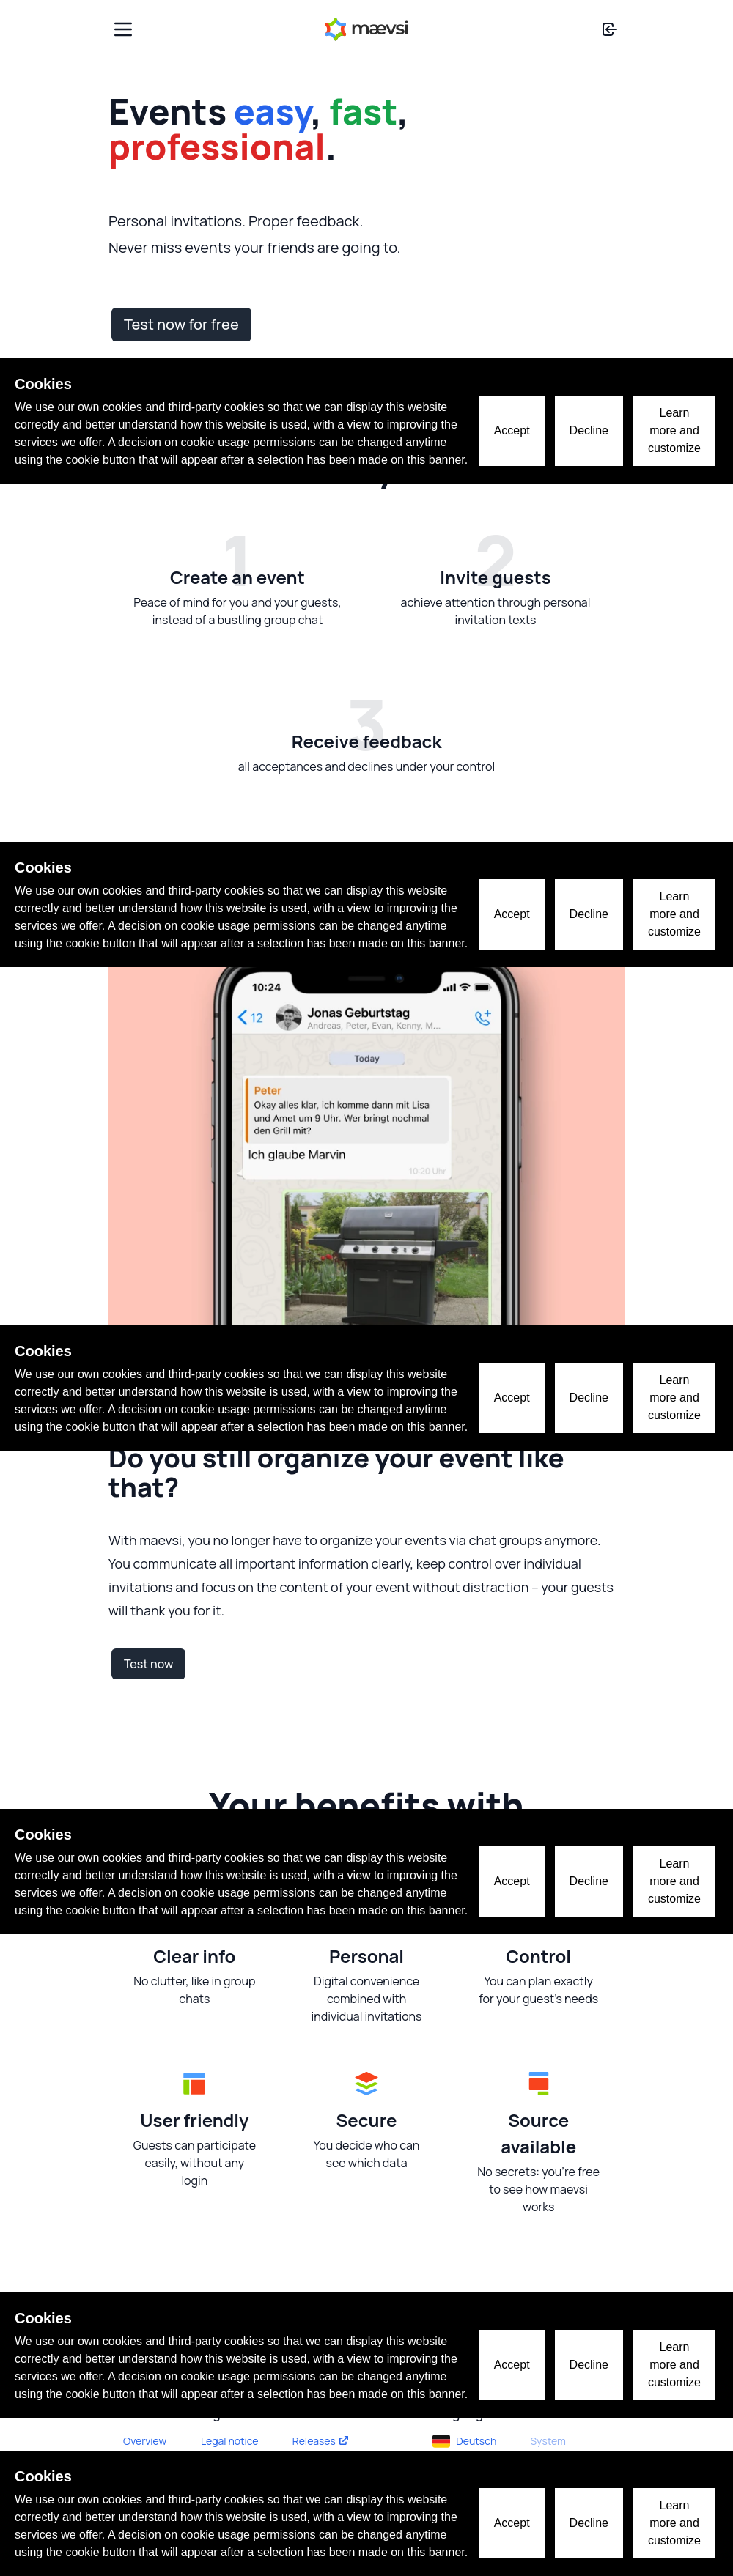 mævsi
Events easy, fast,
professional.
Personal invitations. Proper feedback.
Never miss events your friends are going to.
Test now for free
Cookies
We use our own cookies and third-party cookies so that we can display this website
correctly and better understand how this website is used, with a view to improving the
services we offer. A decision on cookie usage permissions can be changed anytime
using the cookie button that will appear after a selection has been made on this banner.
Accept
Decline
Learn
more and
customize
1
Create an event
Peace of mind for you and your guests,
instead of a bustling group chat
2
Invite guests
achieve attention through personal
invitation texts
3
Receive feedback
all acceptances and declines under your control
Cookies
We use our own cookies and third-party cookies so that we can display this website
correctly and better understand how this website is used, with a view to improving the
services we offer. A decision on cookie usage permissions can be changed anytime
using the cookie button that will appear after a selection has been made on this banner.
Accept
Decline
Learn
more and
customize
10:24
12
Jonas Geburtstag
Andreas, Peter, Evan, Kenny, M...
Today
Peter
Okay alles klar, ich komme dann mit Lisa
und Amet um 9 Uhr. Wer bringt nochmal
den Grill mit?
Ich glaube Marvin
10:20 Uhr
Cookies
We use our own cookies and third-party cookies so that we can display this website
correctly and better understand how this website is used, with a view to improving the
services we offer. A decision on cookie usage permissions can be changed anytime
using the cookie button that will appear after a selection has been made on this banner.
Accept
Decline
Learn
more and
customize
Do you still organize your event like
that?
With maevsi, you no longer have to organize your events via chat groups anymore.
You communicate all important information clearly, keep control over individual
invitations and focus on the content of your event without distraction – your guests
will thank you for it.
Test now
Your benefits with
Cookies
We use our own cookies and third-party cookies so that we can display this website
correctly and better understand how this website is used, with a view to improving the
services we offer. A decision on cookie usage permissions can be changed anytime
using the cookie button that will appear after a selection has been made on this banner.
Accept
Decline
Learn
more and
customize
Clear info
No clutter, like in group
chats
Personal
Digital convenience
combined with
individual invitations
Control
You can plan exactly
for your guest's needs
User friendly
Guests can participate
easily, without any
login
Secure
You decide who can
see which data
Source
available
No secrets: you're free
to see how maevsi
works
Cookies
We use our own cookies and third-party cookies so that we can display this website
correctly and better understand how this website is used, with a view to improving the
services we offer. A decision on cookie usage permissions can be changed anytime
using the cookie button that will appear after a selection has been made on this banner.
Accept
Decline
Learn
more and
customize
Overview
Legal notice
Releases
Deutsch
System
Cookies
We use our own cookies and third-party cookies so that we can display this website
correctly and better understand how this website is used, with a view to improving the
services we offer. A decision on cookie usage permissions can be changed anytime
using the cookie button that will appear after a selection has been made on this banner.
Accept
Decline
Learn
more and
customize